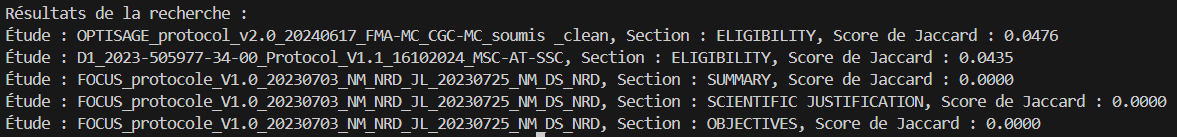 Résultats de la recherche :
Étude : OPTISAGE_protocol_v2.0_20240617_FMA-MC_CGC-MC_soumis _clean, Section : ELIGIBILITY, Score de Jaccard : 0.0476
Étude : D1_2023-505977-34-00_Protocol_V1.1_16102024_MSC-AT-SSC, Section : ELIGIBILITY, Score de Jaccard : 0.0435
Étude : FOCUS_protocole_V1.0_20230703_NM_NRD_JL_20230725_NM_DS_NRD, Section : SUMMARY, Score de Jaccard : 0.0000
Étude : FOCUS_protocole_V1.0_20230703_NM_NRD_JL_20230725_NM_DS_NRD, Section : SCIENTIFIC JUSTIFICATION, Score de Jaccard : 0.0000
Étude : FOCUS_protocole_V1.0_20230703_NM_NRD_JL_20230725_NM_DS_NRD, Section : OBJECTIVES, Score de Jaccard : 0.0000